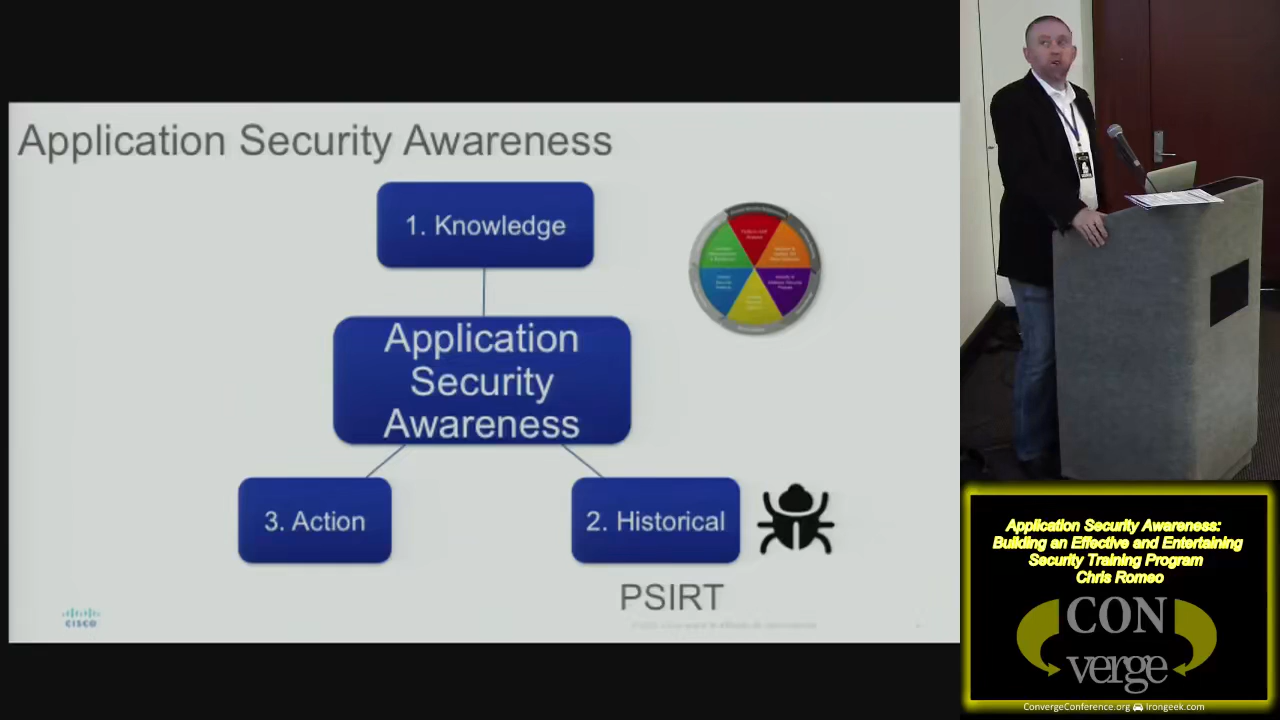 Application Security Awareness
1. Knowledge
Application
Security
Awareness
3. Action
2. Historical
PSIRT
CISCO
Application Security Awareness:
Building an Effective and Entertaining
Security Training Program
Chris Romeo
CON
verge
ConvergeConference.org Irongeek.com